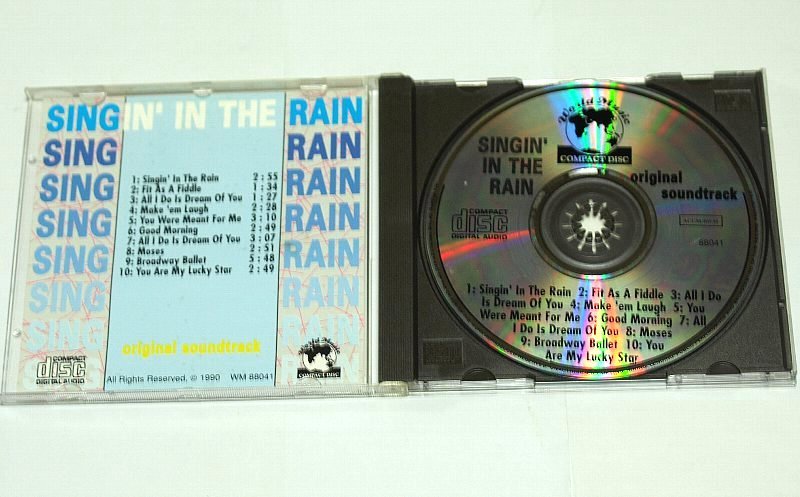 SINGIN' IN THE RAIN
SING RAIN
SING RAIN
SING RAIN
SING RAIN
SING RAIN
SING RAIN
1: Singin' In The Rain 2 : 55
2: Fit As A Fiddle 1 : 34
3: All I Do Is Dream Of You 1 : 27
4: Make 'em Laugh 2 : 28
5: You Were Meant For Me 3 : 10
6: Good Morning 2 : 49
7: All I Do Is Dream Of You 3 : 07
8: Moses 2 : 51
9: Broadway Ballet 5 : 48
10: You Are My Lucky Star 2 : 49
original soundtrack
COMPACT
disc
DIGITAL AUDIO
All Rights Reserved, © 1990 WM 88041
World Music
COMPACT DISC
World Music
COMPACT DISC
SINGIN'
IN THE
RAIN
original
soundtrack
COMPACT
disc
DIGITAL AUDIO
88041
1: Singin' In The Rain 2: Fit As A Fiddle 3: All I Do
Is Dream Of You 4: Make 'em Laugh 5: You
Were Meant For Me 6: Good Morning 7: All
I Do Is Dream Of You 8: Moses
9: Broadway Ballet 10: You
Are My Lucky Star